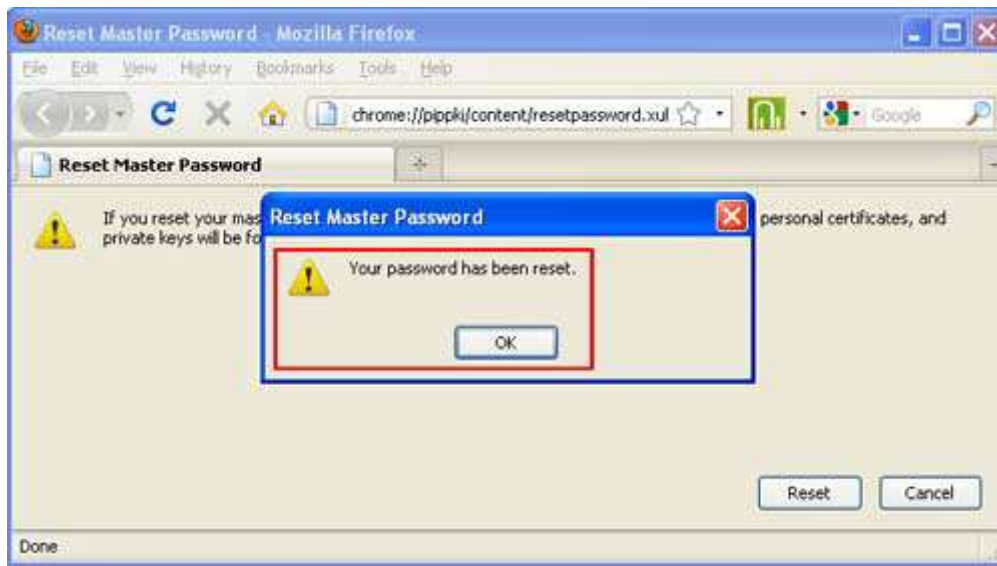 Reset Master Password - Mozilla Firefox
File Edit View History Bookmarks Tools Help
chrome://pippki/content/resetpassword.xul Google
Reset Master Password
If you reset your mas
private keys will be fo
personal certificates, and
Reset Master Password
Your password has been reset.
OK
Reset Cancel
Done